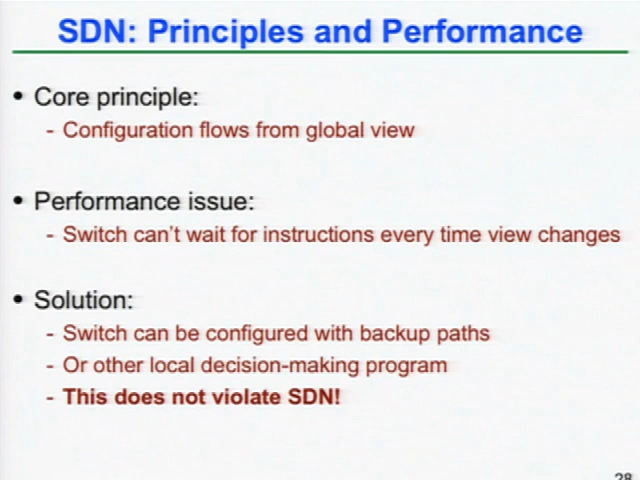 SDN: Principles and Performance
• Core principle:
- Configuration flows from global view
• Performance issue:
- Switch can't wait for instructions every time view changes
• Solution:
- Switch can be configured with backup paths
- Or other local decision-making program
- This does not violate SDN!
28